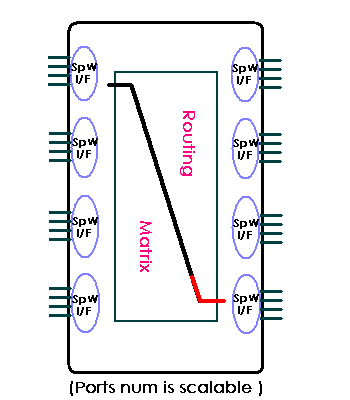 SpW
I/F
SpW
I/F
SpW
I/F
SpW
I/F
Routing
Matrix
SpW
I/F
SpW
I/F
SpW
I/F
SpW
I/F
(Ports num is scalable )